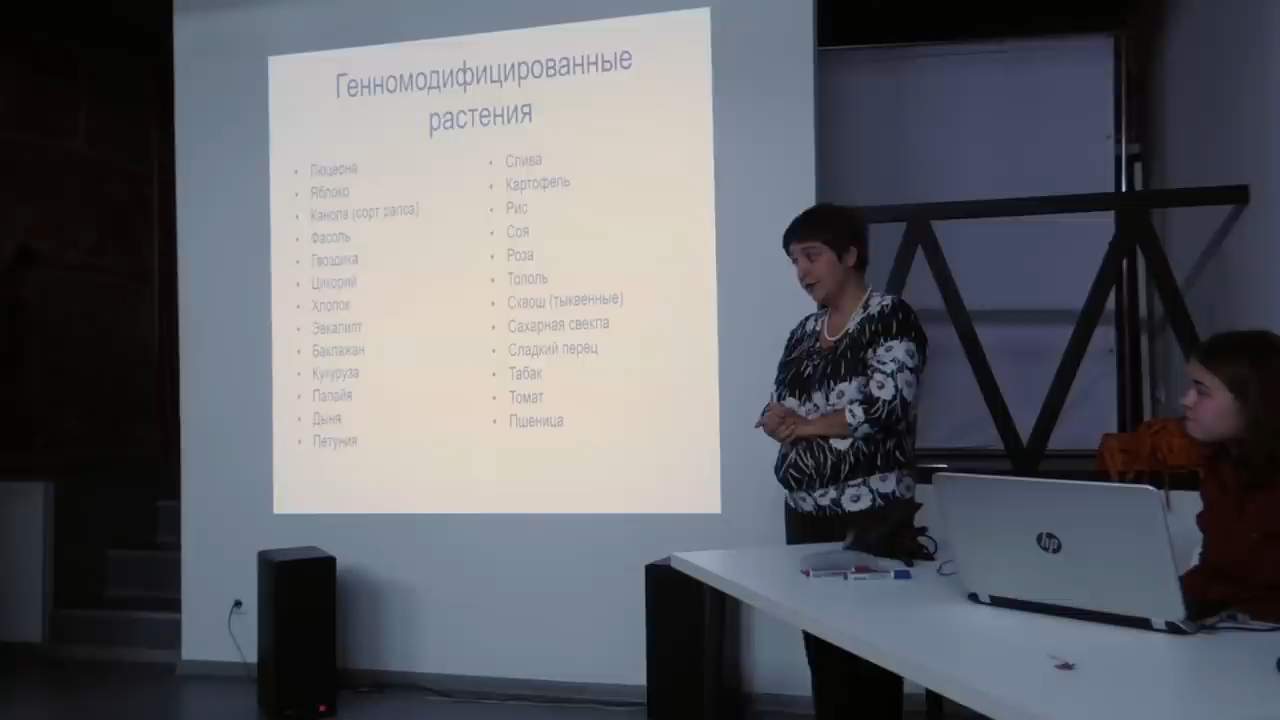 Генномодифицированные
растения
Люцерна
Яблоко
Канола (сорт рапса)
Фасоль
Гвоздика
Цикорий
Хлопок
Эвкалипт
Баклажан
Кукуруза
Папайя
Дыня
Петуния
Слива
Картофель
Рис
Соя
Роза
Тополь
Сквош (тыквенные)
Сахарная свекла
Сладкий перец
Табак
Томат
Пшеница
hp